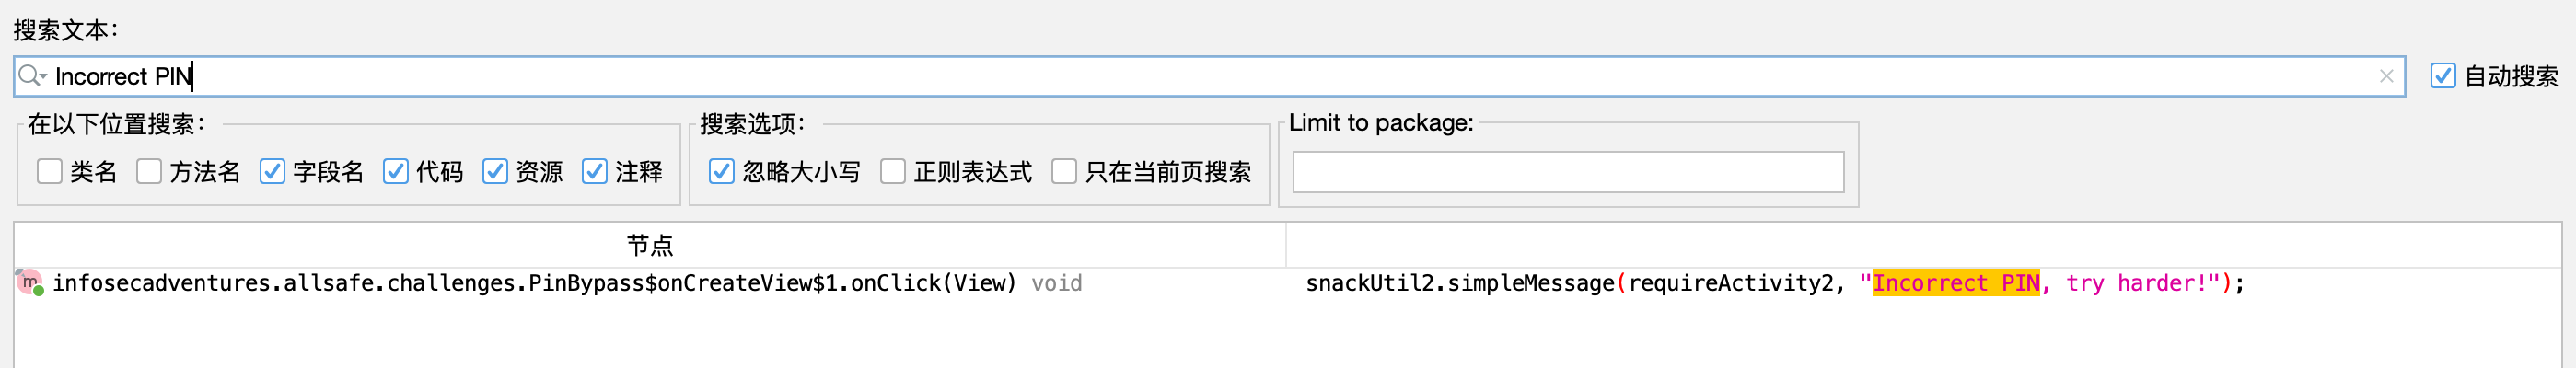 搜索文本：
Incorrect PIN
自动搜索
在以下位置搜索：
搜索选项：
Limit to package:
类名 方法名 字段名 代码 资源 注释
忽略大小写 正则表达式 只在当前页搜索
节点
m infosecadventures.allsafe.challenges.PinBypass$onCreateView$1.onClick(View) void snackUtil2.simpleMessage(requireActivity2, "Incorrect PIN, try harder!");